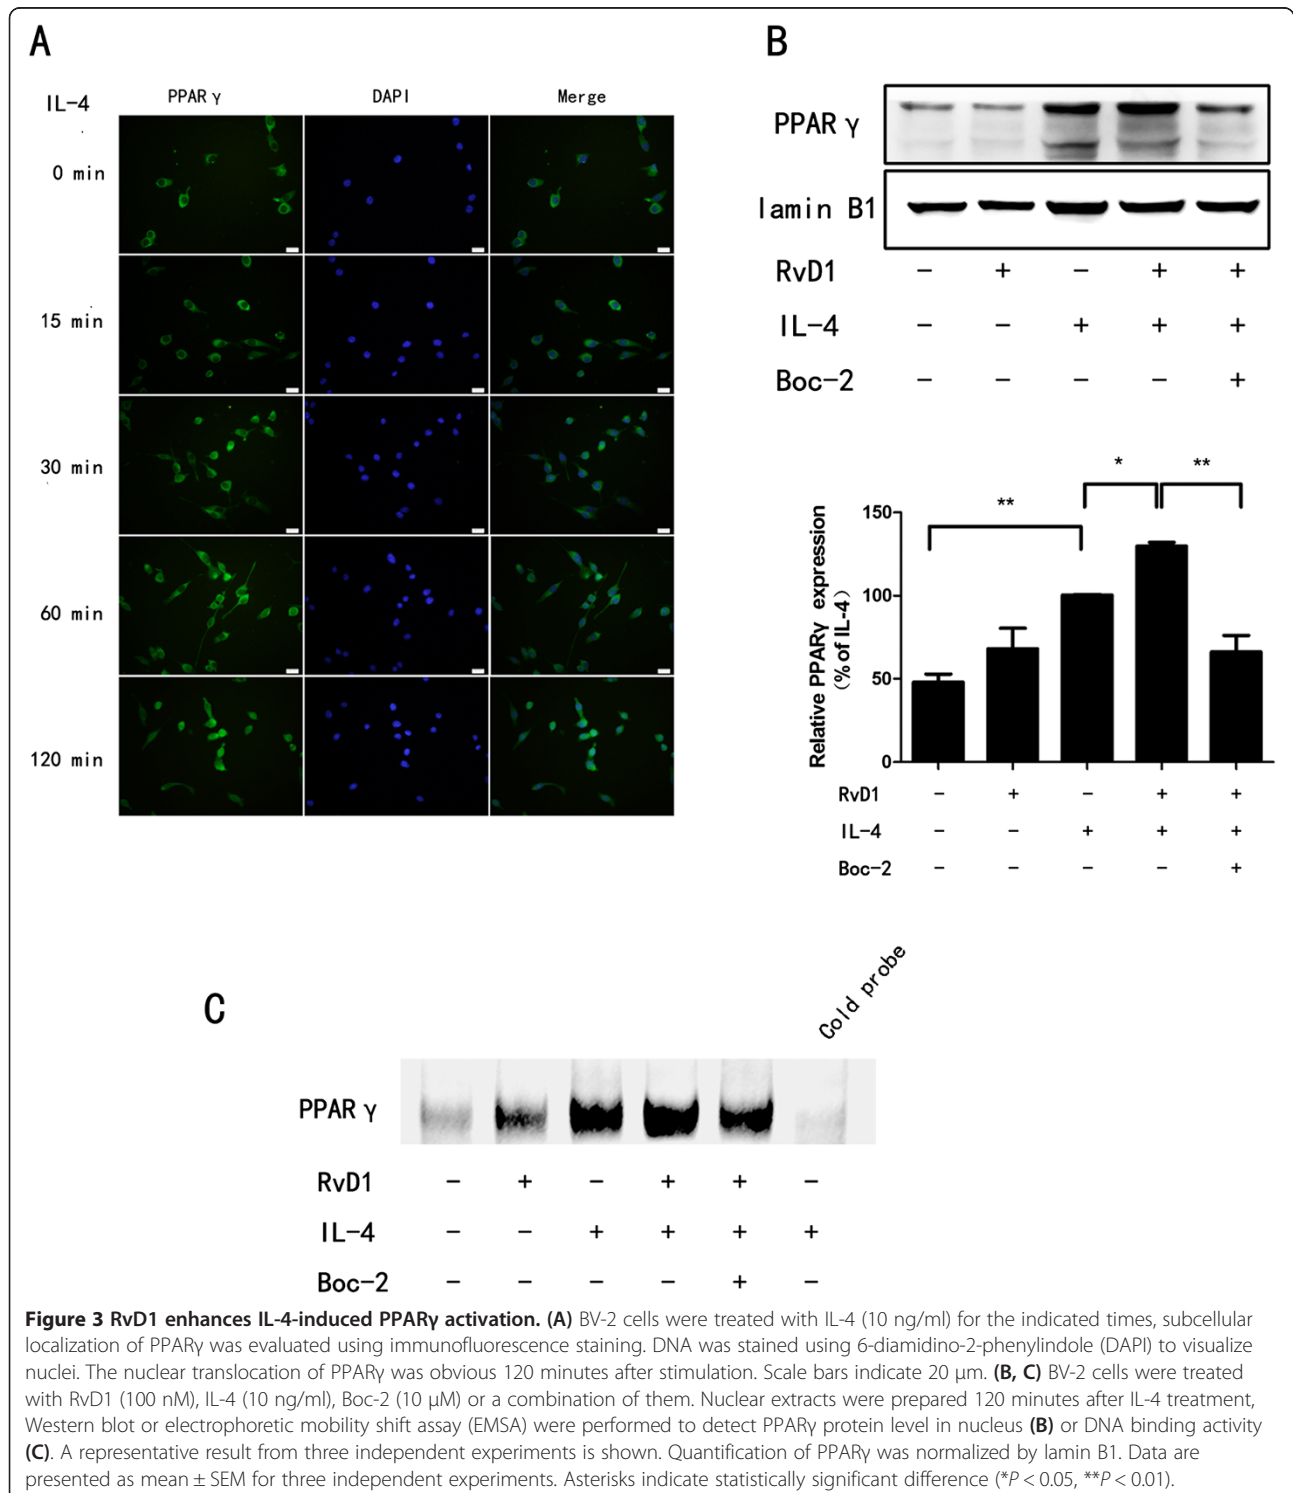 A
IL-4
PPAR γ DAPI Merge
0 min
15 min
30 min
60 min
120 min
B
PPAR γ
lamin B1
RvD1 − + − + +
IL-4 − − + + +
Boc-2 − − − − +
** * **
Relative PPARγ expression
(% of IL-4)
150
100
50
0
RvD1 − + − + +
IL-4 − − + + +
Boc-2 − − − − +
C
Cold probe
PPAR γ
RvD1 − + − + + −
IL-4 − − + + + +
Boc-2 − − − − + −
Figure 3 RvD1 enhances IL-4-induced PPARγ activation. (A) BV-2 cells were treated with IL-4 (10 ng/ml) for the indicated times, subcellular
localization of PPARγ was evaluated using immunofluorescence staining. DNA was stained using 6-diamidino-2-phenylindole (DAPI) to visualize
nuclei. The nuclear translocation of PPARγ was obvious 120 minutes after stimulation. Scale bars indicate 20 μm. (B, C) BV-2 cells were treated
with RvD1 (100 nM), IL-4 (10 ng/ml), Boc-2 (10 μM) or a combination of them. Nuclear extracts were prepared 120 minutes after IL-4 treatment,
Western blot or electrophoretic mobility shift assay (EMSA) were performed to detect PPARγ protein level in nucleus (B) or DNA binding activity
(C). A representative result from three independent experiments is shown. Quantification of PPARγ was normalized by lamin B1. Data are
presented as mean ± SEM for three independent experiments. Asterisks indicate statistically significant difference (*P < 0.05, **P < 0.01).